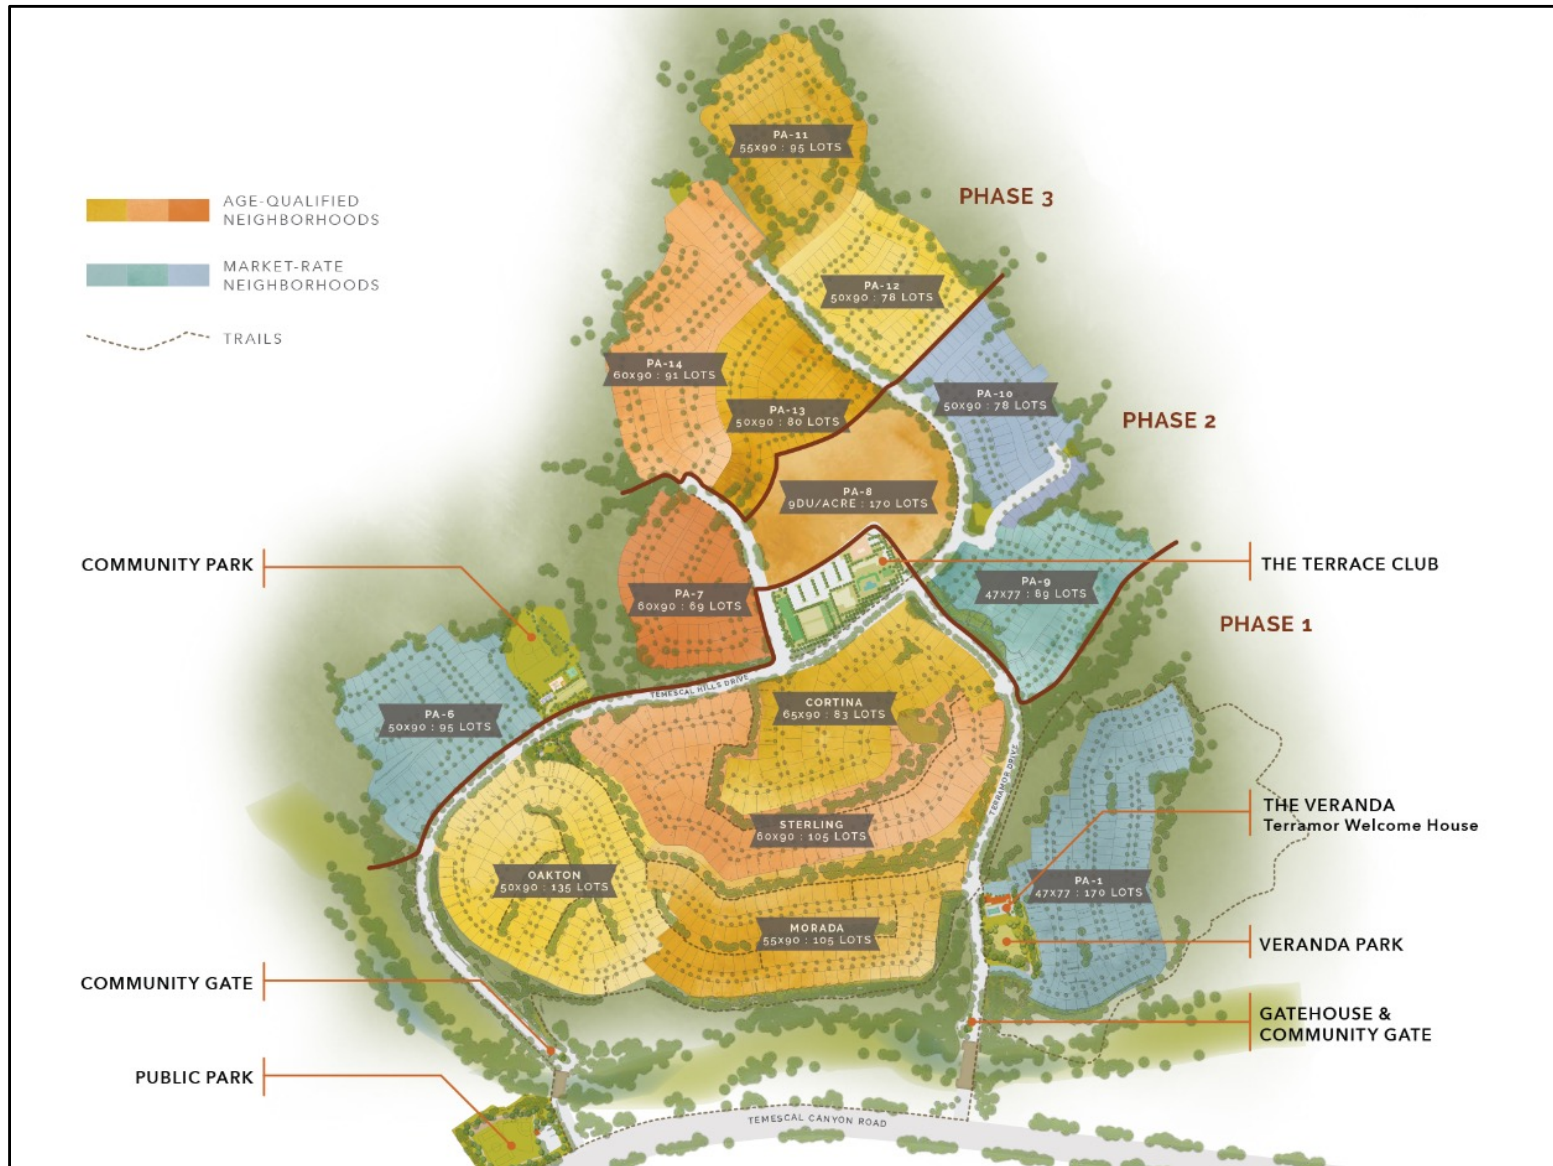 PA-11
55X90 : 95 LOTS
PHASE 3
AGE-QUALIFIED
NEIGHBORHOODS
MARKET-RATE
NEIGHBORHOODS
TRAILS
PA-12
50X90 : 78 LOTS
PA-14
60X90 : 91 LOTS
PA-13
50X90 : 80 LOTS
PA-10
50X90 : 78 LOTS
PHASE 2
PA-8
9DU/ACRE : 170 LOTS
COMMUNITY PARK
THE TERRACE CLUB
PA-7
60X90 : 69 LOTS
PA-9
47X77 : 89 LOTS
PHASE 1
TEMESCAL HILLS DRIVE
PA-6
50X90 : 95 LOTS
CORTINA
65X90 : 83 LOTS
TERRAMOR DRIVE
STERLING
60X90 : 105 LOTS
THE VERANDA
Terramor Welcome House
OAKTON
50X90 : 135 LOTS
PA-1
47X77 : 170 LOTS
MORADA
55X90 : 105 LOTS
VERANDA PARK
COMMUNITY GATE
GATEHOUSE &
COMMUNITY GATE
PUBLIC PARK
TEMESCAL CANYON ROAD